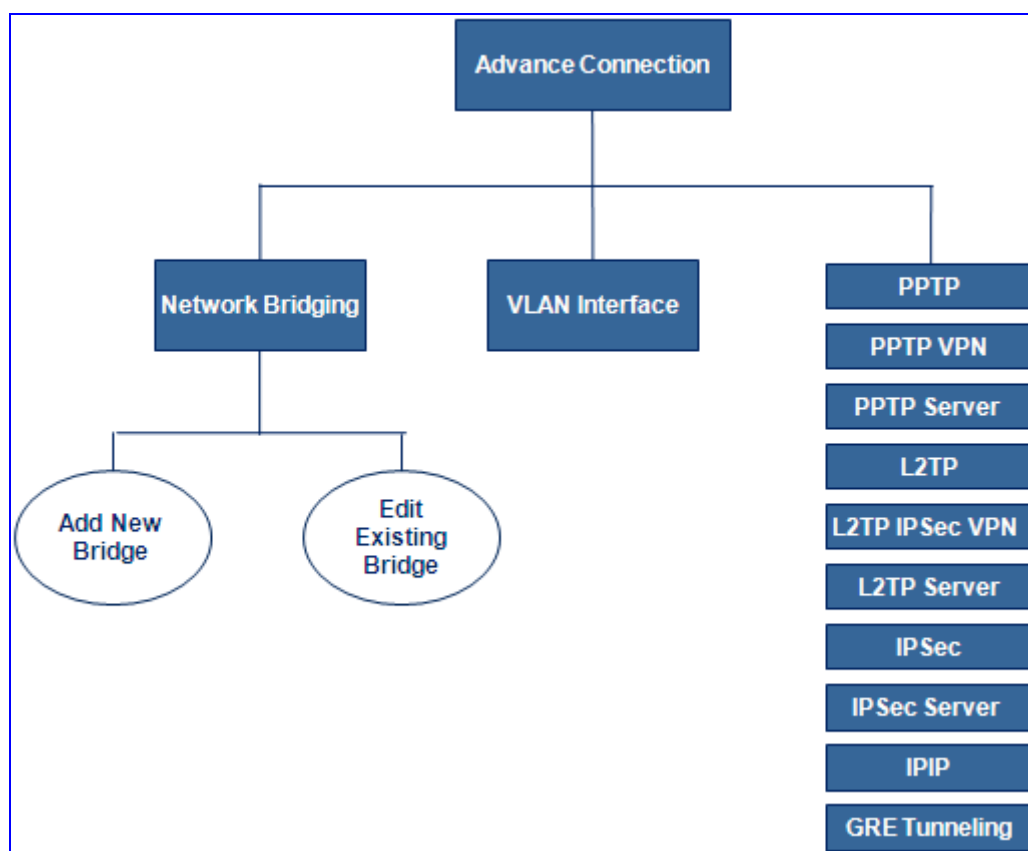 Advance Connection
Network Bridging
VLAN Interface
PPTP
PPTP VPN
PPTP Server
L2TP
L2TP IPSec VPN
L2TP Server
IPSec
IPSec Server
IPIP
GRE Tunneling
Add New
Bridge
Edit
Existing
Bridge